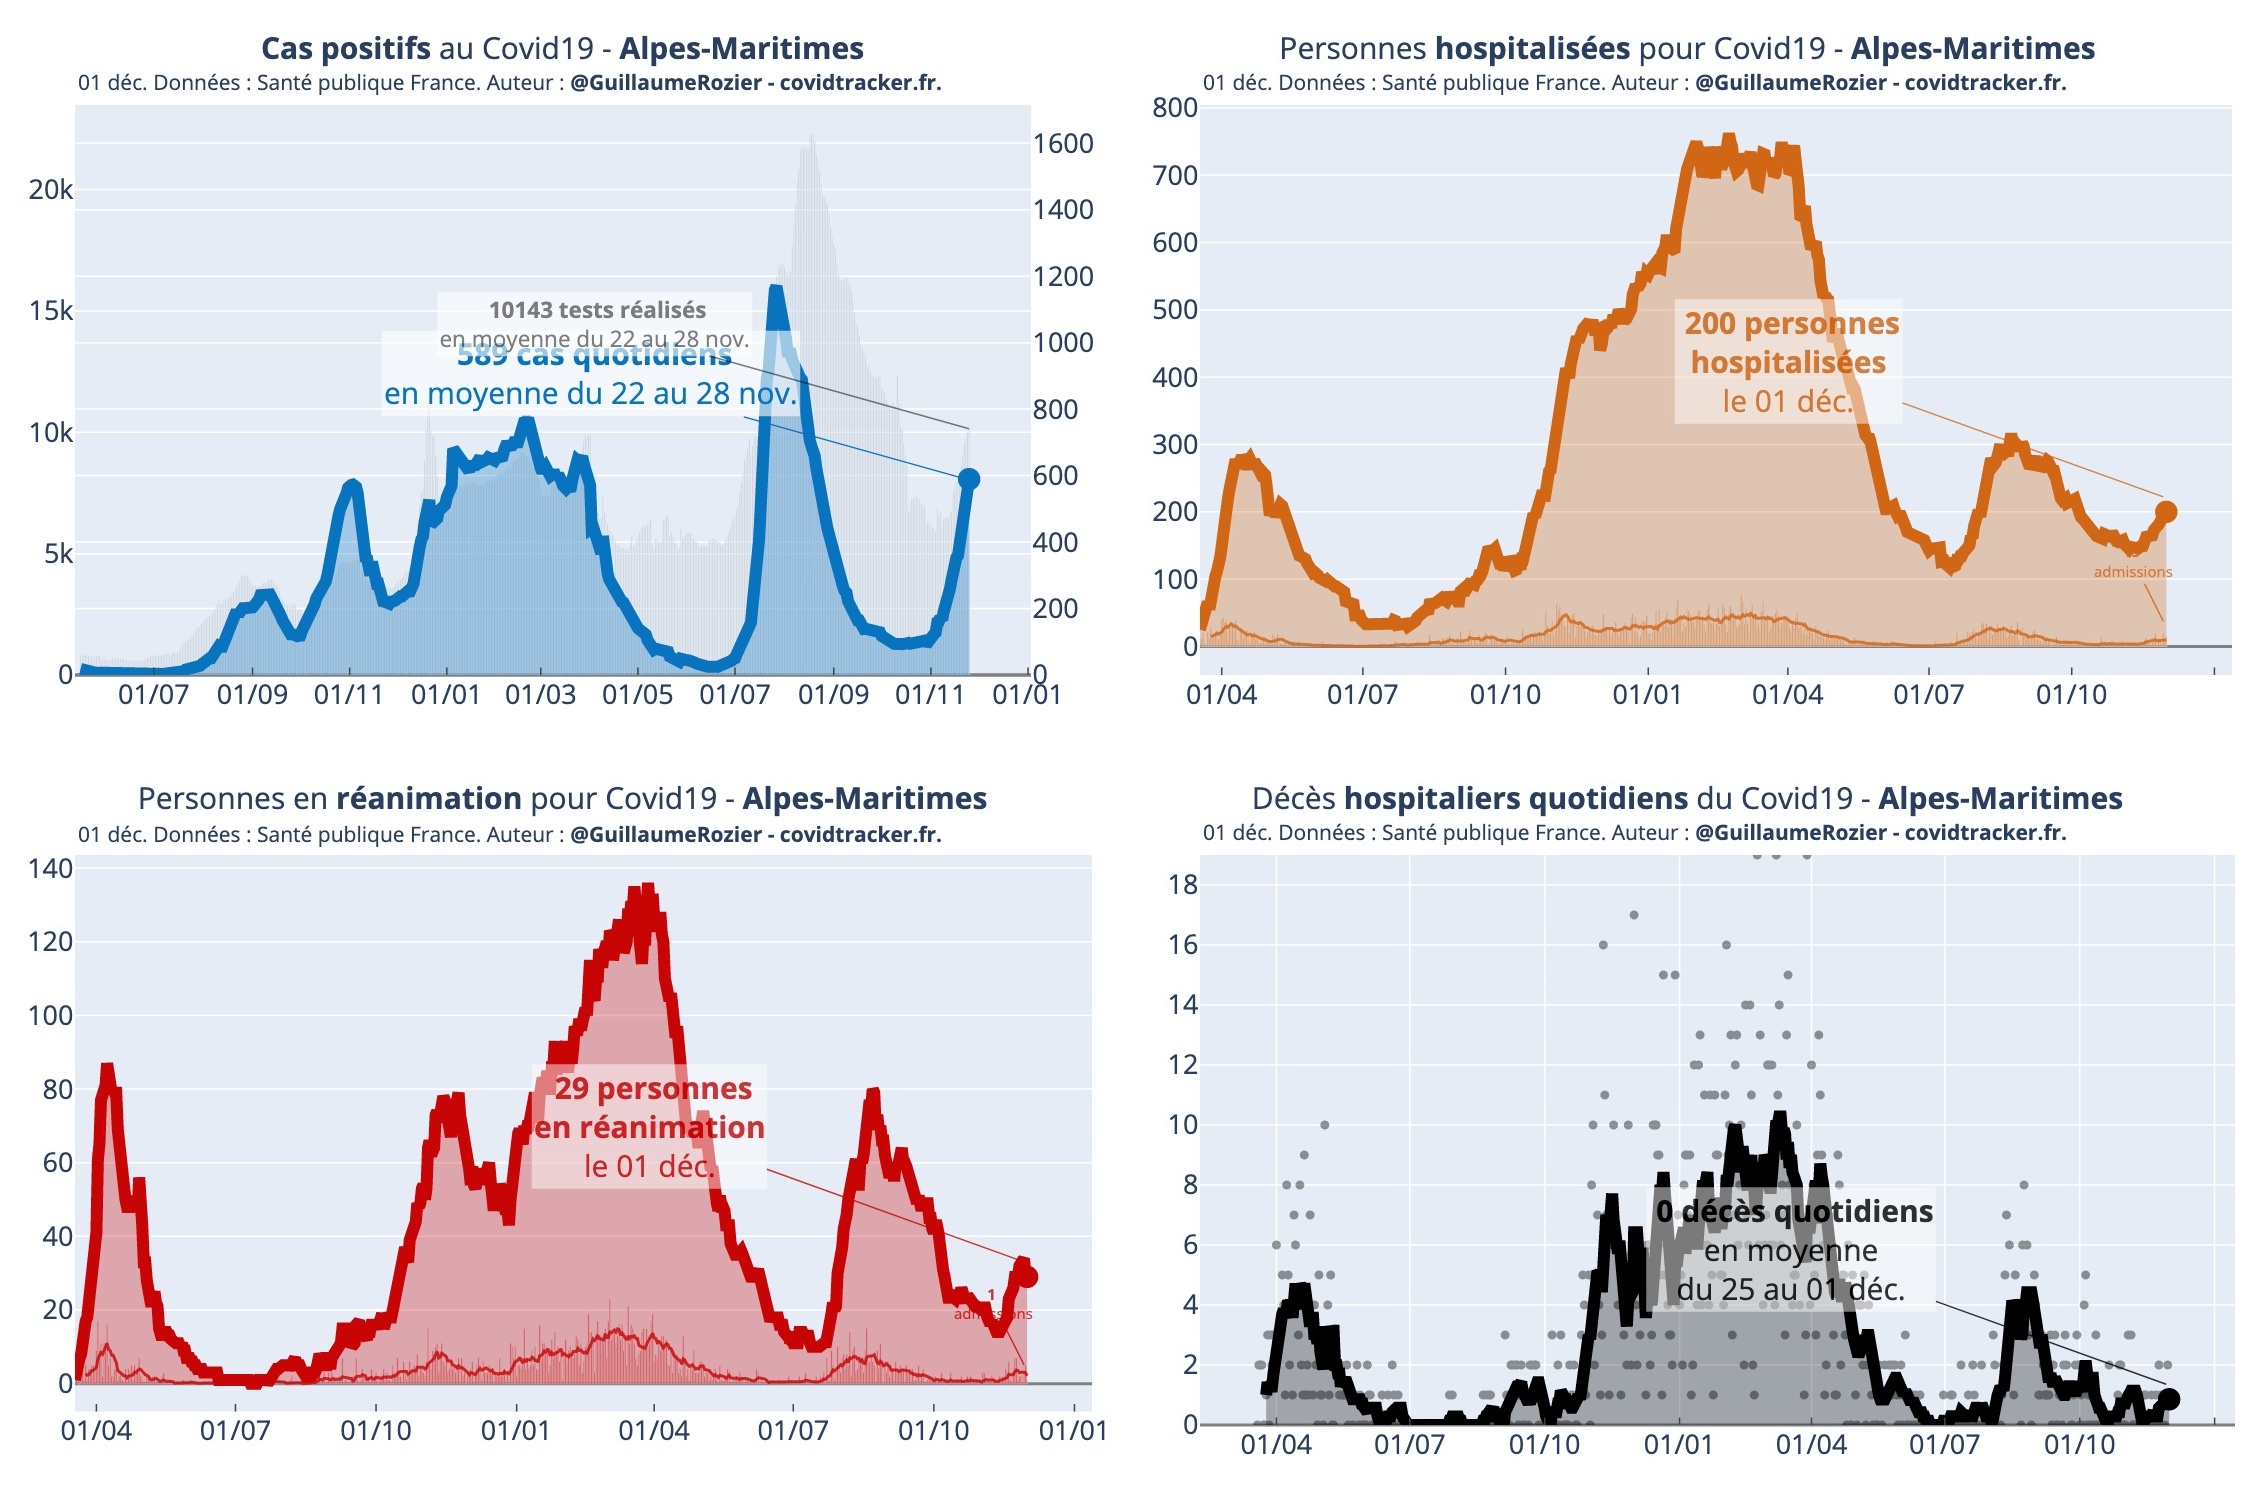 Cas positifs au Covid19 - Alpes-Maritimes
01 déc. Données : Santé publique France. Auteur : @GuillaumeRozier - covidtracker.fr.
20k
15k
10k
5k
0
1600
1400
1200
1000
800
600
400
200
0
10143 tests réalisés
en moyenne du 22 au 28 nov.
589 cas quotidiens
en moyenne du 22 au 28 nov.
01/07 01/09 01/11 01/01 01/03 01/05 01/07 01/09 01/11 01/01
Personnes hospitalisées pour Covid19 - Alpes-Maritimes
01 déc. Données : Santé publique France. Auteur : @GuillaumeRozier - covidtracker.fr.
800
700
600
500
400
300
200
100
0
200 personnes
hospitalisées
le 01 déc.
admissions
01/04 01/07 01/10 01/01 01/04 01/07 01/10
Personnes en réanimation pour Covid19 - Alpes-Maritimes
01 déc. Données : Santé publique France. Auteur : @GuillaumeRozier - covidtracker.fr.
140
120
100
80
60
40
20
0
29 personnes
en réanimation
le 01 déc.
1
admissions
01/04 01/07 01/10 01/01 01/04 01/07 01/10 01/01
Décès hospitaliers quotidiens du Covid19 - Alpes-Maritimes
01 déc. Données : Santé publique France. Auteur : @GuillaumeRozier - covidtracker.fr.
18
16
14
12
10
8
6
4
2
0
0 décès quotidiens
en moyenne
du 25 au 01 déc.
01/04 01/07 01/10 01/01 01/04 01/07 01/10